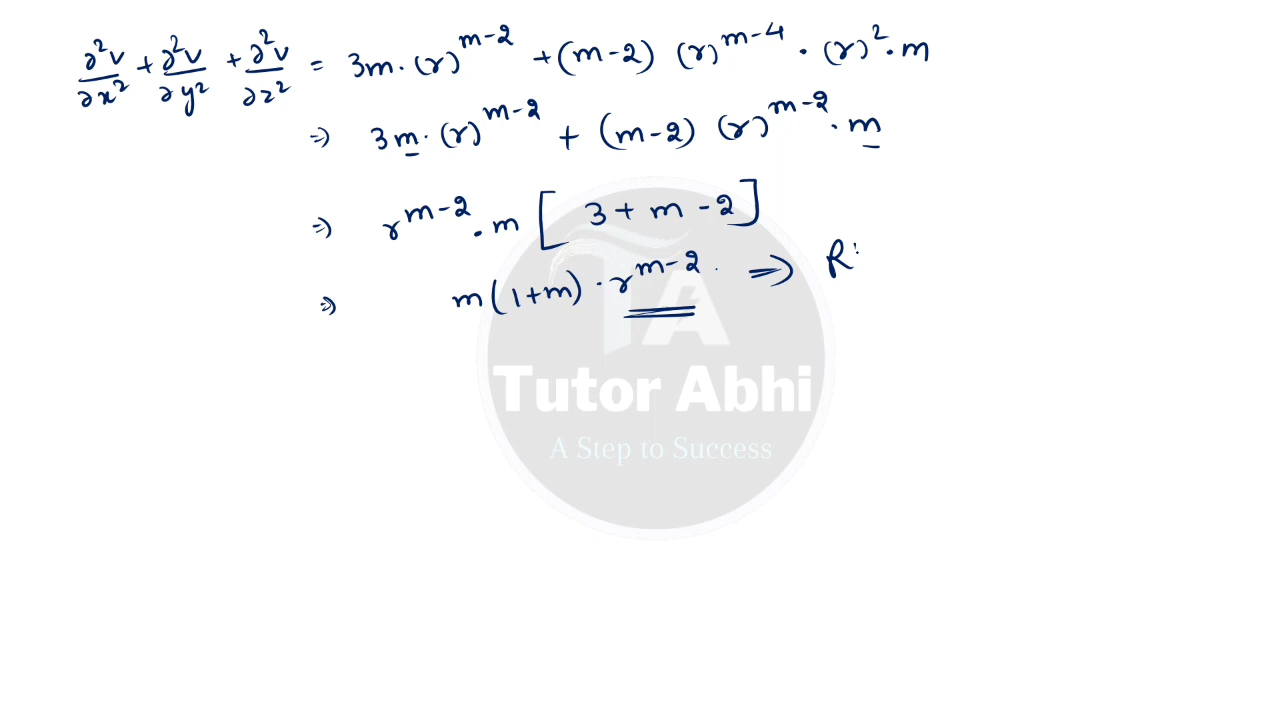 ∂²v/∂x² + ∂²v/∂y² + ∂²v/∂z² = 3m·(r)^(m-2) + (m-2) (r)^(m-4) · (r)²·m
⇒ 3m·(r)^(m-2) + (m-2) (r)^(m-2) · m
⇒ r^(m-2) · m [3 + m - 2]
⇒ m(1+m) · r^(m-2). ⇒ R
TA
Tutor Abhi
A Step to Success